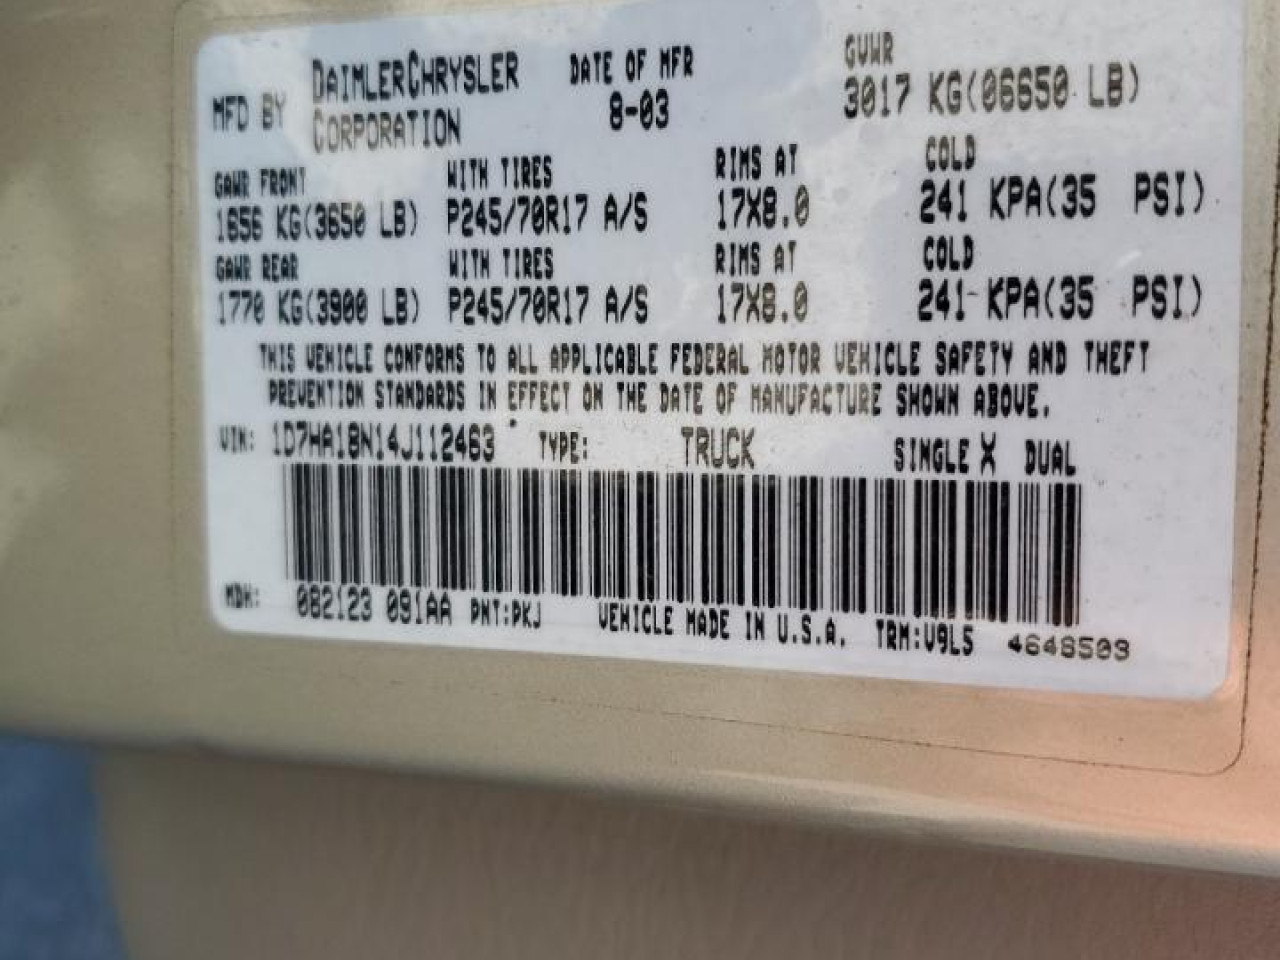 MFD BY DAIMLERCHRYSLER CORPORATION DATE OF MFR 8-03 GVWR 3017 KG(06650 LB)
GAWR FRONT WITH TIRES RIMS AT COLD
1656 KG(3650 LB) P245/70R17 A/S 17X8.0 241 KPA(35 PSI)
GAWR REAR WITH TIRES RIMS AT COLD
1770 KG(3900 LB) P245/70R17 A/S 17X8.0 241 KPA(35 PSI)
THIS VEHICLE CONFORMS TO ALL APPLICABLE FEDERAL MOTOR VEHICLE SAFETY AND THEFT
PREVENTION STANDARDS IN EFFECT ON THE DATE OF MANUFACTURE SHOWN ABOVE.
VIN: 1D7HA18N14J112463 TYPE: TRUCK SINGLE X DUAL
MDH: 082123 091AA PNT:PKJ VEHICLE MADE IN U.S.A. TRM:V9L5 4648509